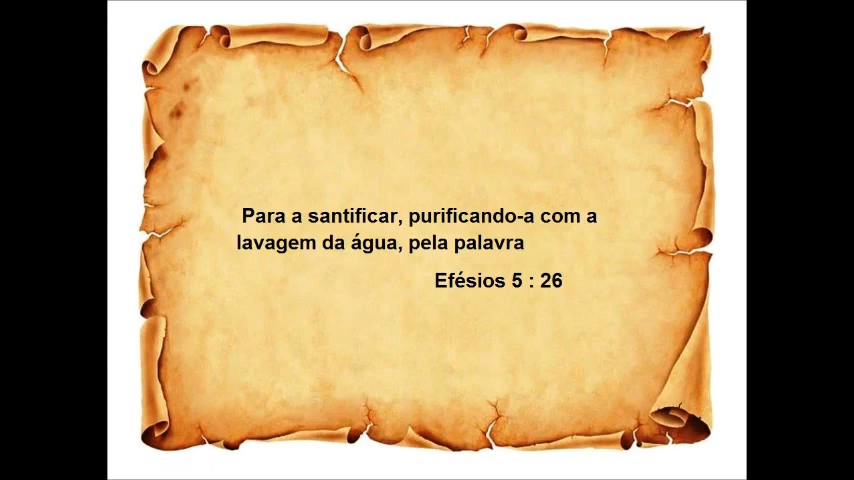 Para a santificar, purificando-a com a
lavagem da água, pela palavra
Efésios 5 : 26